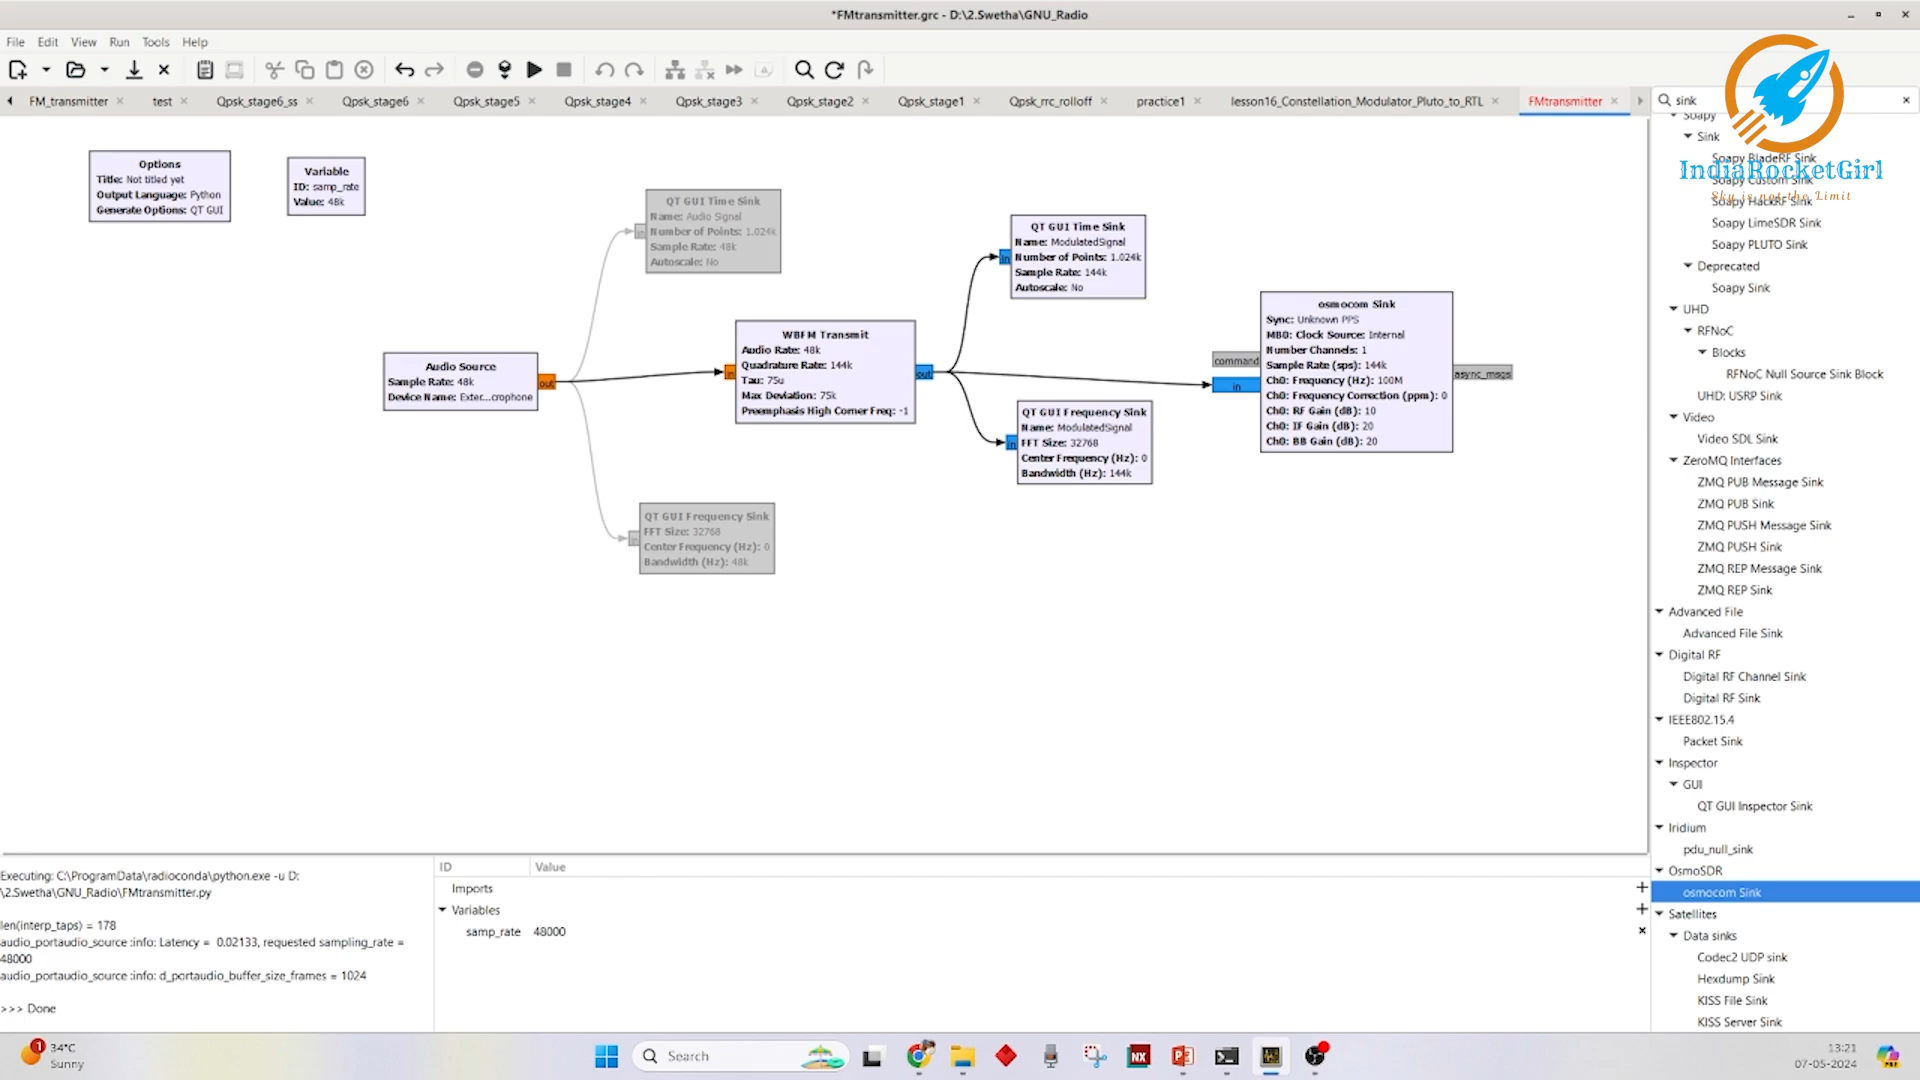 *FMtransmitter.grc - D:\2.Swetha\GNU_Radio
File Edit View Run Tools Help
FM_transmitter test Qpsk_stage6_ss Qpsk_stage6 Qpsk_stage5 Qpsk_stage4 Qpsk_stage3 Qpsk_stage2 Qpsk_stage1 Qpsk_rrc_rolloff practice1 lesson16_Constellation_Modulator_Pluto_to_RTL FMtransmitter
Options
Title: Not titled yet
Output Language: Python
Generate Options: QT GUI
Variable
ID: samp_rate
Value: 48k
QT GUI Time Sink
Name: Audio Signal
Number of Points: 1.024k
Sample Rate: 48k
Autoscale: No
in
Audio Source
Sample Rate: 48k
Device Name: Exter...crophone
out
WBFM Transmit
Audio Rate: 48k
Quadrature Rate: 144k
Tau: 75u
Max Deviation: 75k
Preemphasis High Corner Freq: -1
in
out
QT GUI Frequency Sink
FFT Size: 32768
Center Frequency (Hz): 0
Bandwidth (Hz): 48k
in
QT GUI Time Sink
Name: ModulatedSignal
Number of Points: 1.024k
Sample Rate: 144k
Autoscale: No
in
QT GUI Frequency Sink
Name: ModulatedSignal
FFT Size: 32768
Center Frequency (Hz): 0
Bandwidth (Hz): 144k
in
osmocom Sink
Sync: Unknown PPS
MB0: Clock Source: Internal
Number Channels: 1
Sample Rate (sps): 144k
Ch0: Frequency (Hz): 100M
Ch0: Frequency Correction (ppm): 0
Ch0: RF Gain (dB): 10
Ch0: IF Gain (dB): 20
Ch0: BB Gain (dB): 20
command
in
async_msgs
sink
Soapy
Sink
Soapy BladeRF Sink
Soapy Custom Sink
Soapy HackRF Sink
Soapy LimeSDR Sink
Soapy PLUTO Sink
Deprecated
Soapy Sink
UHD
RFNoC
Blocks
RFNoC Null Source Sink Block
UHD: USRP Sink
Video
Video SDL Sink
ZeroMQ Interfaces
ZMQ PUB Message Sink
ZMQ PUB Sink
ZMQ PUSH Message Sink
ZMQ PUSH Sink
ZMQ REP Message Sink
ZMQ REP Sink
Advanced File
Advanced File Sink
Digital RF
Digital RF Channel Sink
Digital RF Sink
IEEE802.15.4
Packet Sink
Inspector
GUI
QT GUI Inspector Sink
Iridium
pdu_null_sink
OsmoSDR
osmocom Sink
Satellites
Data sinks
Codec2 UDP sink
Hexdump Sink
KISS File Sink
KISS Server Sink
IndiaRocketGirl
Sky is not the Limit
Executing: C:\ProgramData\radioconda\python.exe -u D:
\2.Swetha\GNU_Radio\FMtransmitter.py
len(interp_taps) = 178
audio_portaudio_source :info: Latency = 0.02133, requested sampling_rate =
48000
audio_portaudio_source :info: d_portaudio_buffer_size_frames = 1024
>>> Done
ID Value
Imports
Variables
samp_rate 48000
1
34°C
Sunny
Search
NX
13:21
07-05-2024